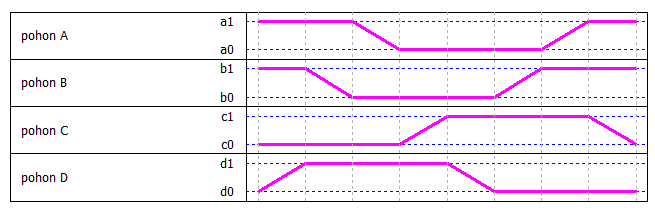 pohon A
a1
a0
pohon B
b1
b0
pohon C
c1
c0
pohon D
d1
d0